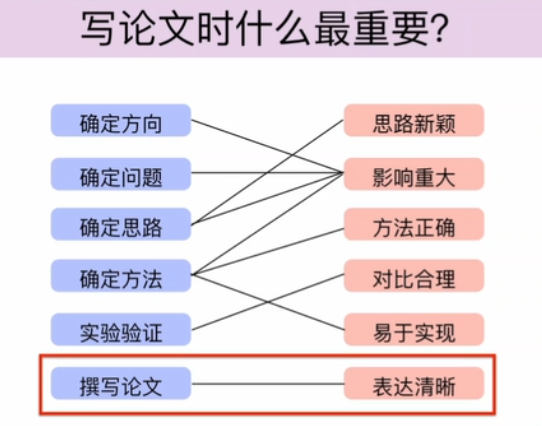 写论文时什么最重要？
确定方向
思路新颖
确定问题
影响重大
确定思路
方法正确
确定方法
对比合理
实验验证
易于实现
撰写论文
表达清晰